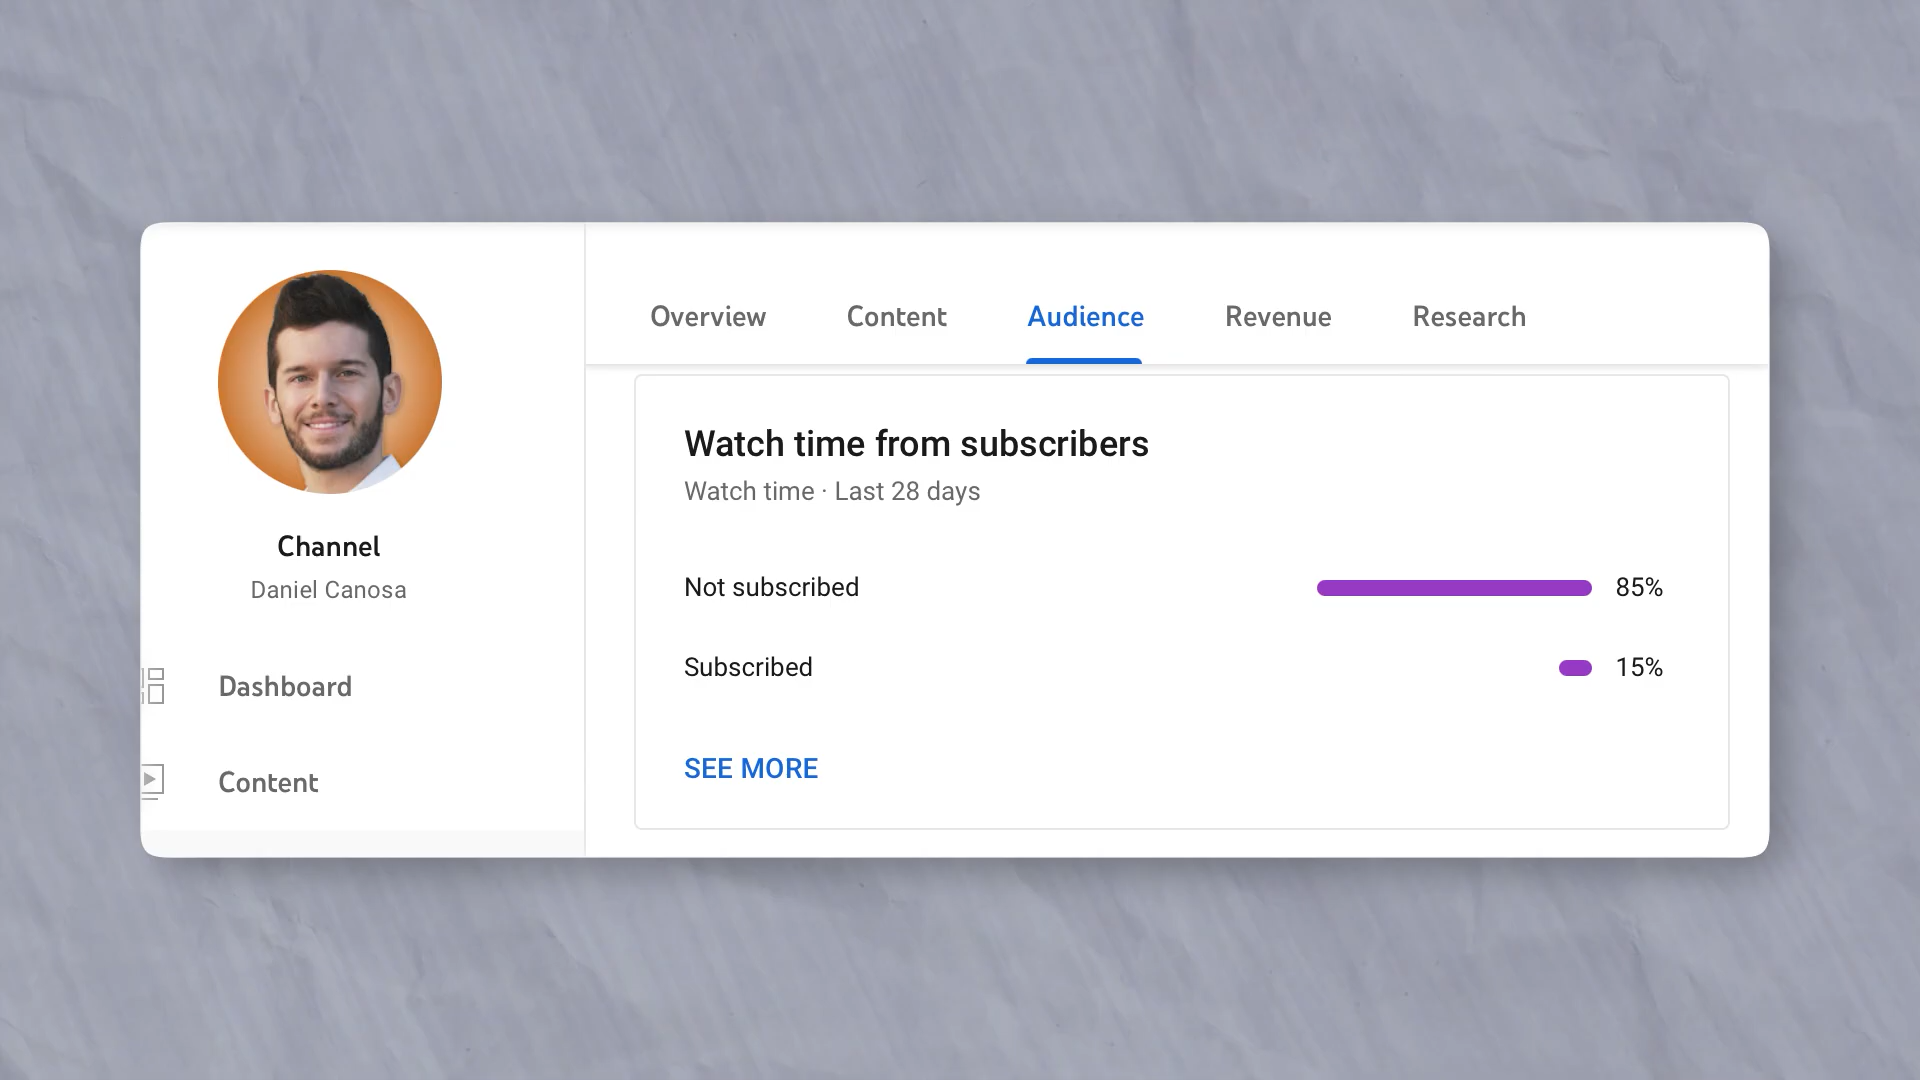 Channel
Daniel Canosa
Dashboard
Content
Overview Content Audience Revenue Research
Watch time from subscribers
Watch time · Last 28 days
Not subscribed 85%
Subscribed 15%
SEE MORE